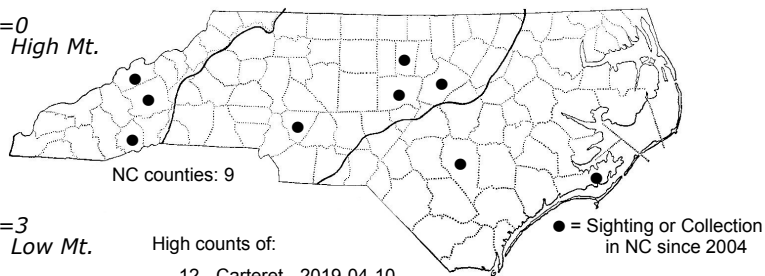 =0
High Mt.
NC counties: 9
=3
Low Mt.
High counts of:
● = Sighting or Collection
in NC since 2004
12 - Carteret - 2019-04-10